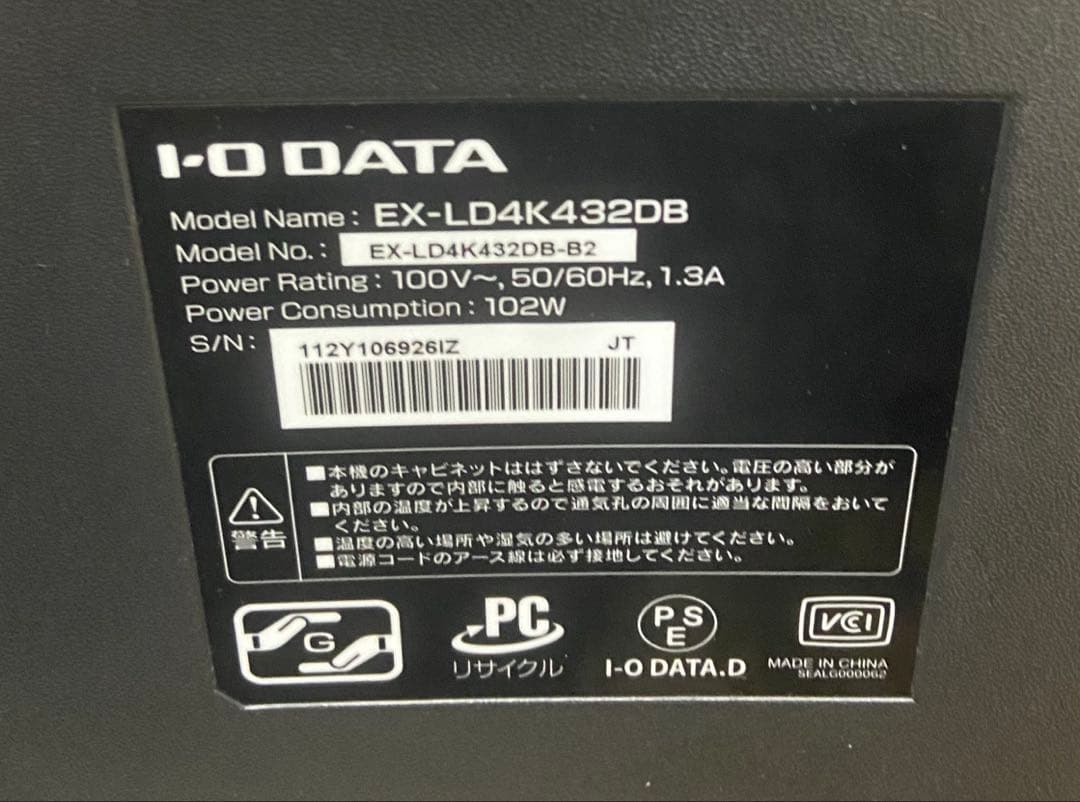 I-O DATA
Model Name: EX-LD4K432DB
Model No.: EX-LD4K432DB-B2
Power Rating: 100V～, 50/60Hz, 1.3A
Power Consumption: 102W
S/N: 112Y106926IZ JT
■本機のキャビネットははずさないでください。電圧の高い部分が
ありますので内部に触ると感電するおそれがあります。
■内部の温度が上昇するので通気孔の周囲に適当な間隔をおいて
ください。
■温度の高い場所や湿気の多い場所は避けてください。
■電源コードのアース線は必ず接地してください。
警告
G
PC
リサイクル
PSE
I-O DATA.D
VCCI
MADE IN CHINA
SEALG000062